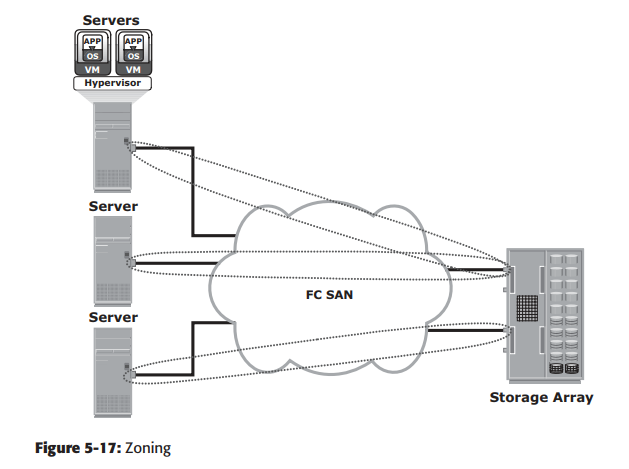 Servers
APP APP
OS OS
VM VM
Hypervisor
Server
Server
FC SAN
Storage Array
Figure 5-17: Zoning